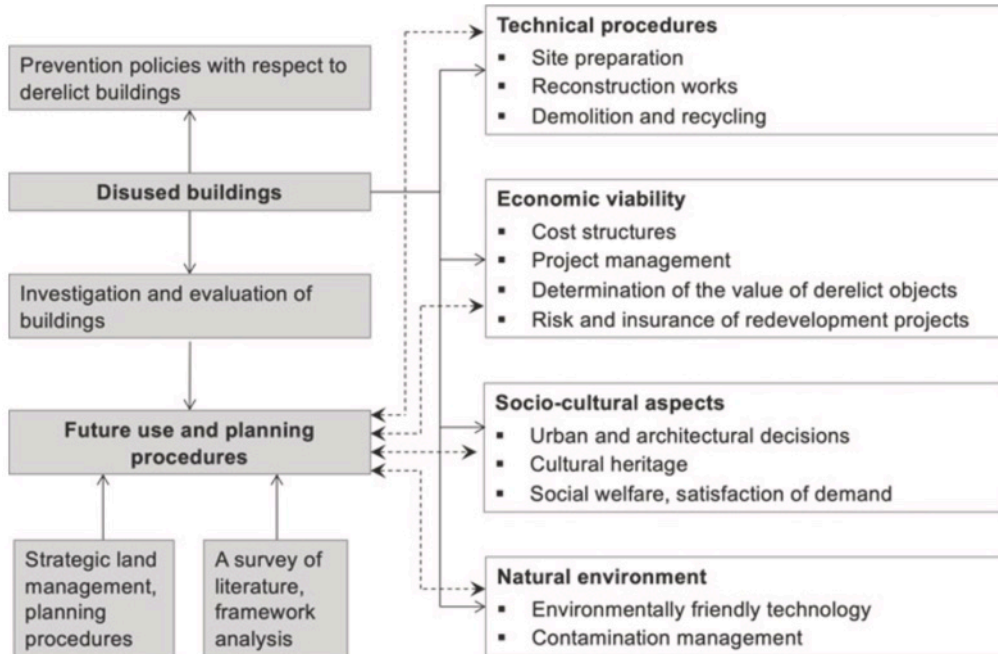 Prevention policies with respect to
derelict buildings
Disused buildings
Investigation and evaluation of
buildings
Future use and planning
procedures
Strategic land
management,
planning
procedures
A survey of
literature,
framework
analysis
Technical procedures
▪ Site preparation
▪ Reconstruction works
▪ Demolition and recycling
Economic viability
▪ Cost structures
▪ Project management
▪ Determination of the value of derelict objects
▪ Risk and insurance of redevelopment projects
Socio-cultural aspects
▪ Urban and architectural decisions
▪ Cultural heritage
▪ Social welfare, satisfaction of demand
Natural environment
▪ Environmentally friendly technology
▪ Contamination management